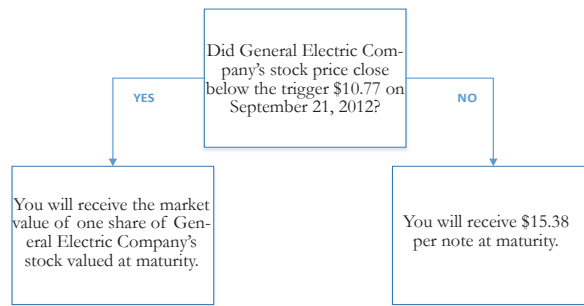 Did General Electric Com-
pany's stock price close
below the trigger $10.77 on
September 21, 2012?
YES
NO
You will receive the market
value of one share of Gen-
eral Electric Company's
stock valued at maturity.
You will receive $15.38
per note at maturity.